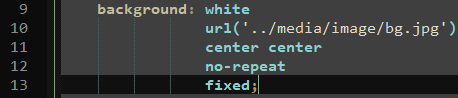 9 background: white
10 url('../media/image/bg.jpg')
11 center center
12 no-repeat
13 fixed;